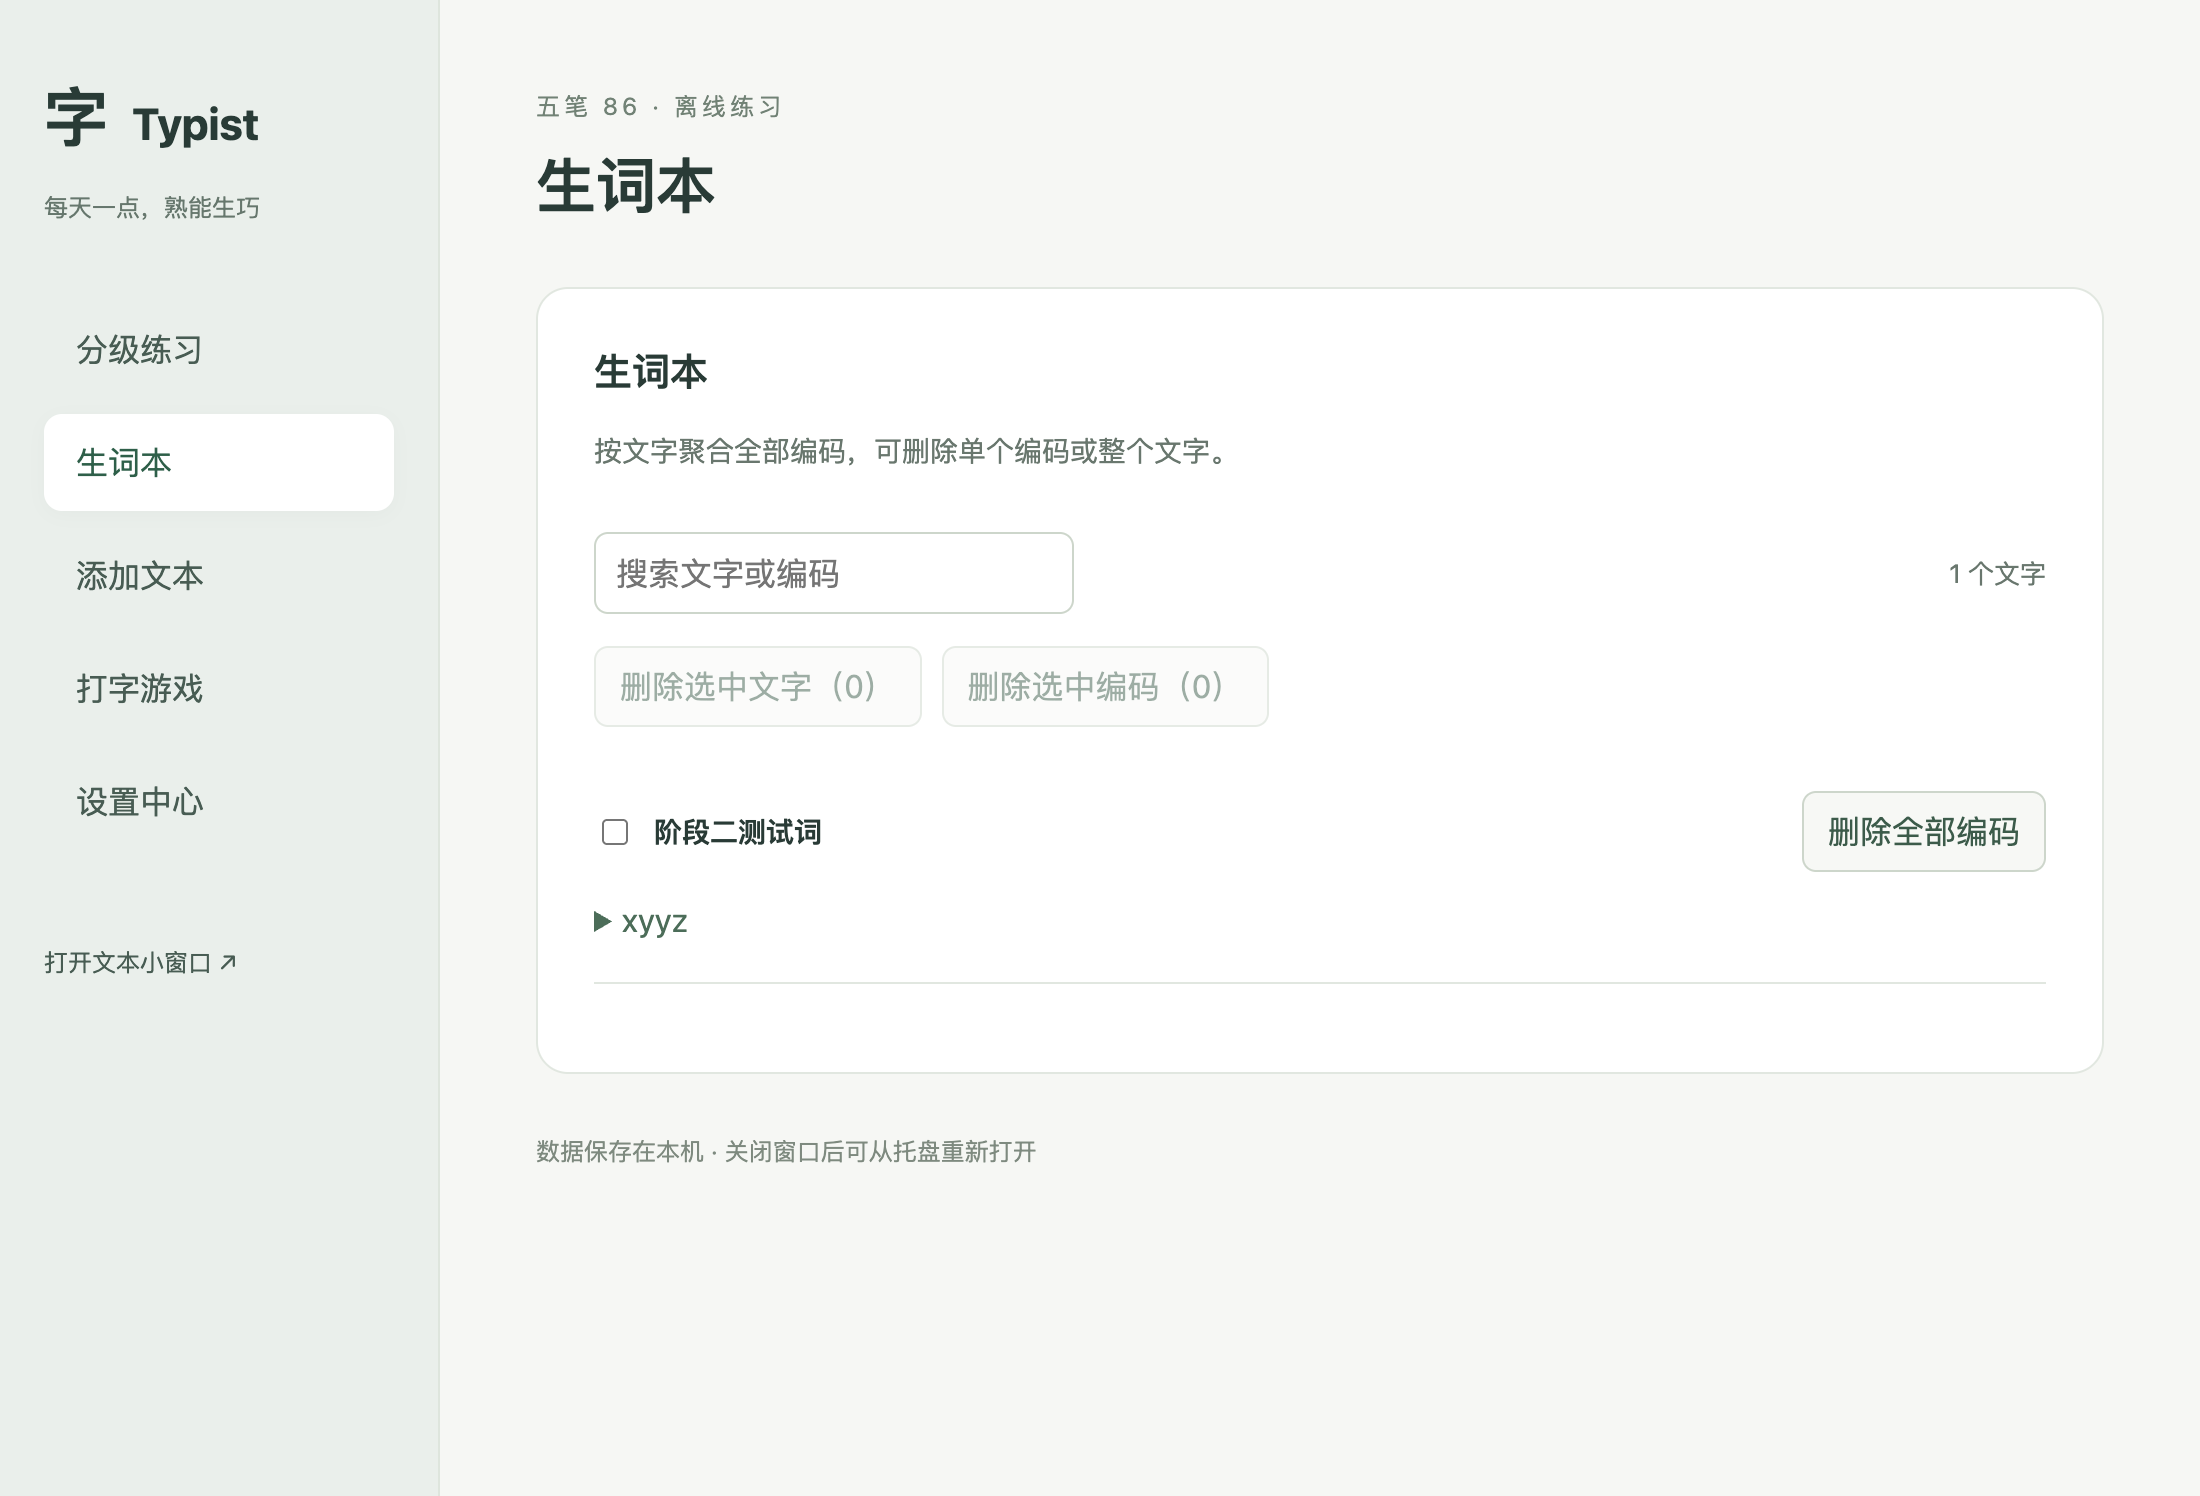 字 Typist
每天一点，熟能生巧
分级练习
生词本
添加文本
打字游戏
设置中心
打开文本小窗口 ↗
五笔 86 · 离线练习
生词本
生词本
按文字聚合全部编码，可删除单个编码或整个文字。
搜索文字或编码
1 个文字
删除选中文字（0） 删除选中编码（0）
阶段二测试词 删除全部编码
▶ xyyz
数据保存在本机 · 关闭窗口后可从托盘重新打开